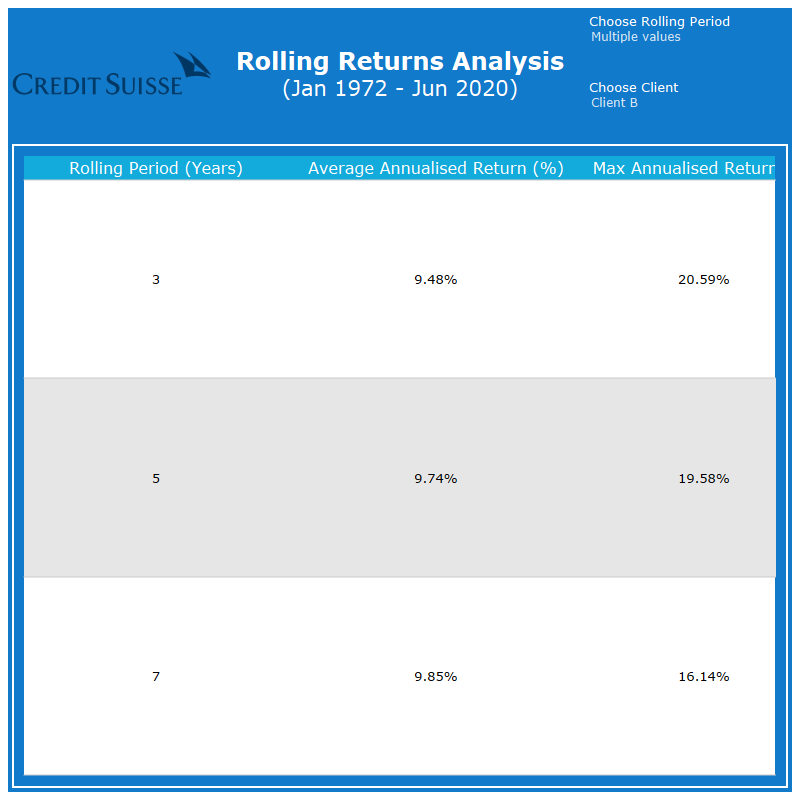 Choose Rolling Period
Multiple values
CREDIT SUISSE
Rolling Returns Analysis
(Jan 1972 - Jun 2020)
Choose Client
Client B
Rolling Period (Years) Average Annualised Return (%) Max Annualised Return
3 9.48% 20.59%
5 9.74% 19.58%
7 9.85% 16.14%